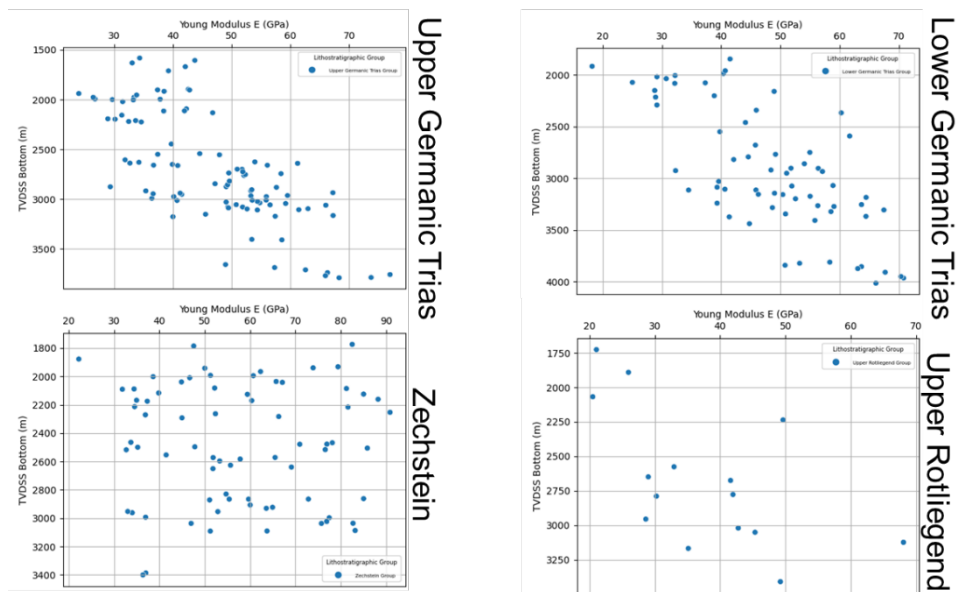 Young Modulus E (GPa)
30 40 50 60 70
1500
2000
2500
3000
3500
TVDSS Bottom (m)
Lithostratigraphic Group
Upper Germanic Trias Group
Upper Germanic Trias
Young Modulus E (GPa)
20 30 40 50 60 70
2000
2500
3000
3500
4000
TVDSS Bottom (m)
Lithostratigraphic Group
Lower Germanic Trias Group
Lower Germanic Trias
Young Modulus E (GPa)
20 30 40 50 60 70 80 90
1800
2000
2200
2400
2600
2800
3000
3200
3400
TVDSS Bottom (m)
Lithostratigraphic Group
Zechstein Group
Zechstein
Young Modulus E (GPa)
20 30 40 50 60 70
1750
2000
2250
2500
2750
3000
3250
TVDSS Bottom (m)
Lithostratigraphic Group
Upper Rotliegend Group
Upper Rotliegend